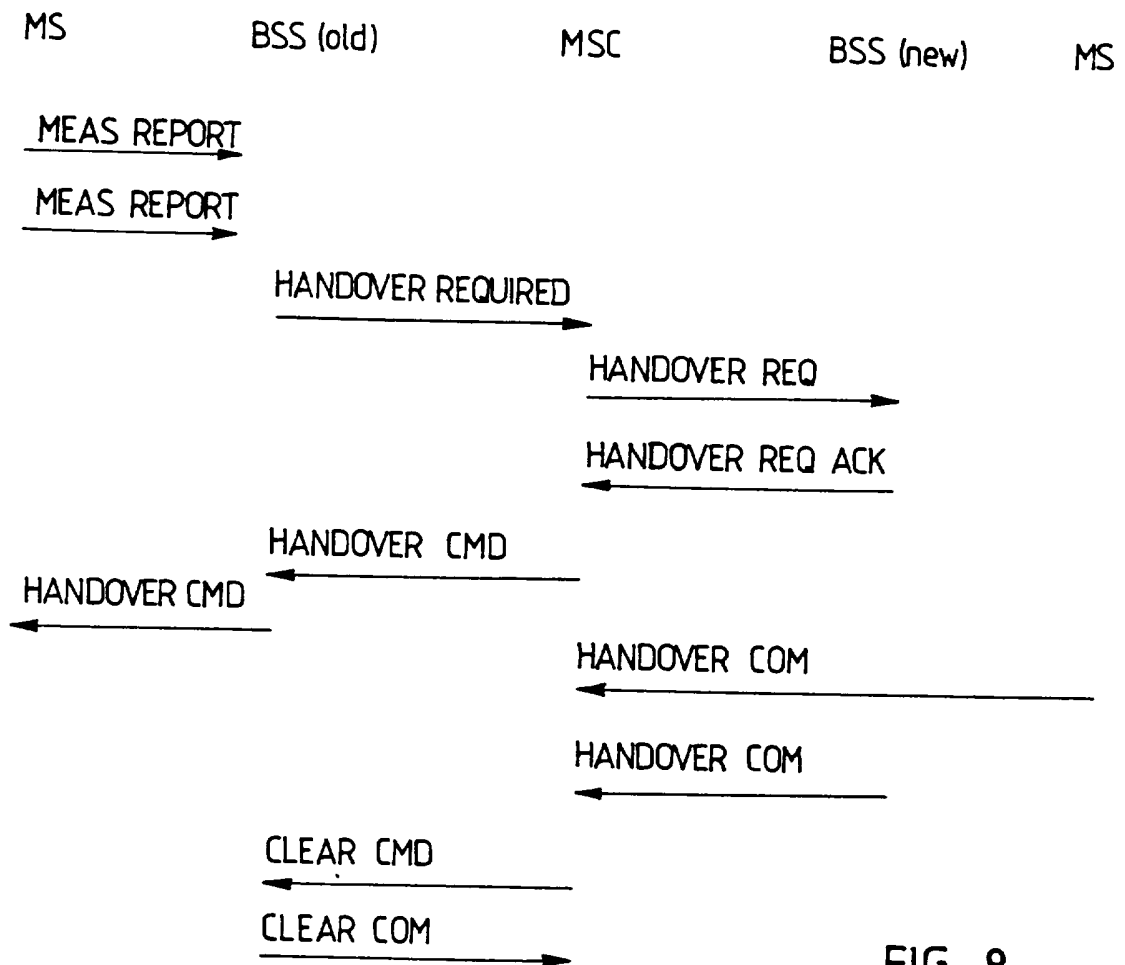 MS BSS (old) MSC BSS (new) MS
MEAS REPORT
MEAS REPORT
HANDOVER REQUIRED
HANDOVER REQ
HANDOVER REQ ACK
HANDOVER CMD
HANDOVER CMD
HANDOVER COM
HANDOVER COM
CLEAR CMD
CLEAR COM